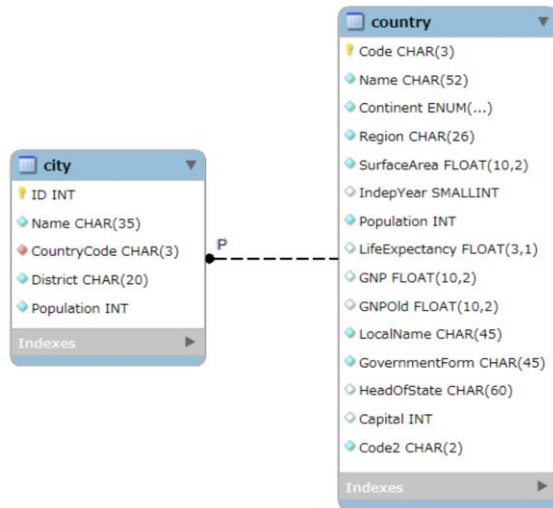 city
ID INT
Name CHAR(35)
CountryCode CHAR(3)
District CHAR(20)
Population INT
Indexes
P
country
Code CHAR(3)
Name CHAR(52)
Continent ENUM(...)
Region CHAR(26)
SurfaceArea FLOAT(10,2)
IndepYear SMALLINT
Population INT
LifeExpectancy FLOAT(3,1)
GNP FLOAT(10,2)
GNPOld FLOAT(10,2)
LocalName CHAR(45)
GovernmentForm CHAR(45)
HeadOfState CHAR(60)
Capital INT
Code2 CHAR(2)
Indexes